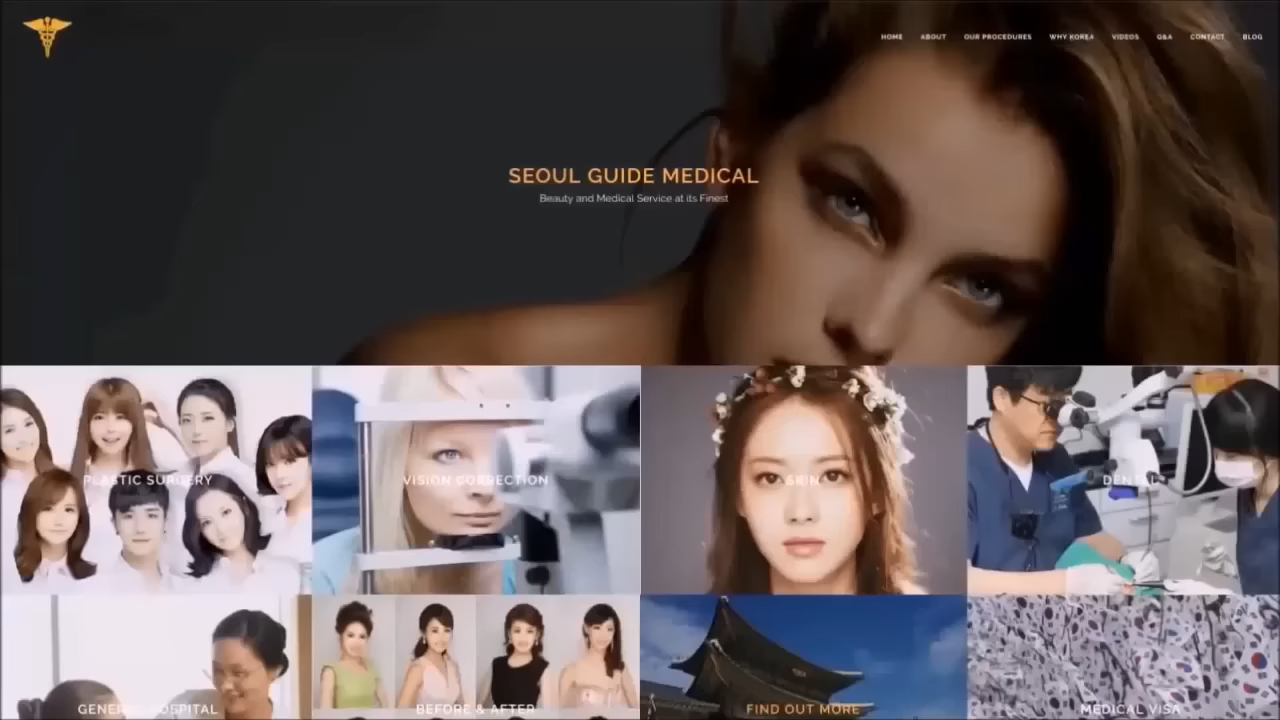 HOME ABOUT OUR PROCEDURES WHY KOREA VIDEOS Q&A CONTACT BLOG
SEOUL GUIDE MEDICAL
Beauty and Medical Service at its Finest
PLASTIC SURGERY
VISION CORRECTION
SKIN
DENTAL
GENERAL HOSPITAL
BEFORE & AFTER
FIND OUT MORE
MEDICAL VISA